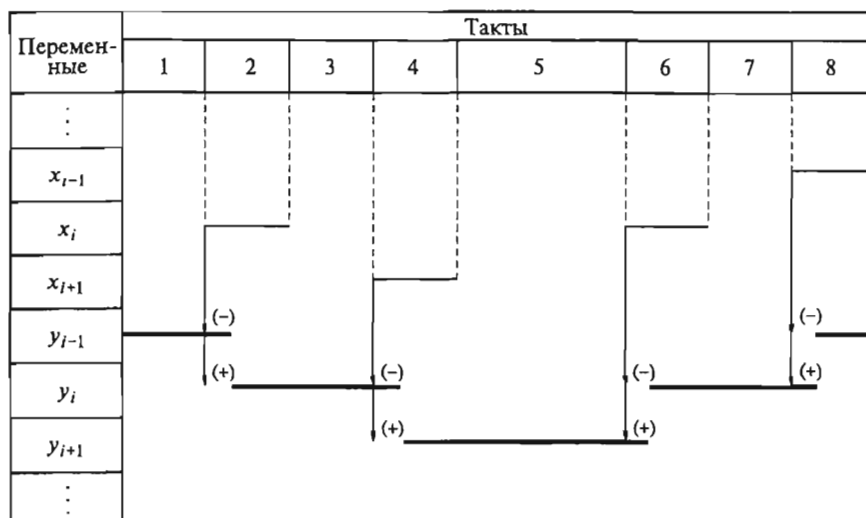 Перемен-
ные
Такты
1 2 3 4 5 6 7 8
⋮
x_{i-1}
x_i
x_{i+1}
y_{i-1} (−) (−)
(+) (−) (−) (+)
y_i
(+) (+)
y_{i+1}
⋮